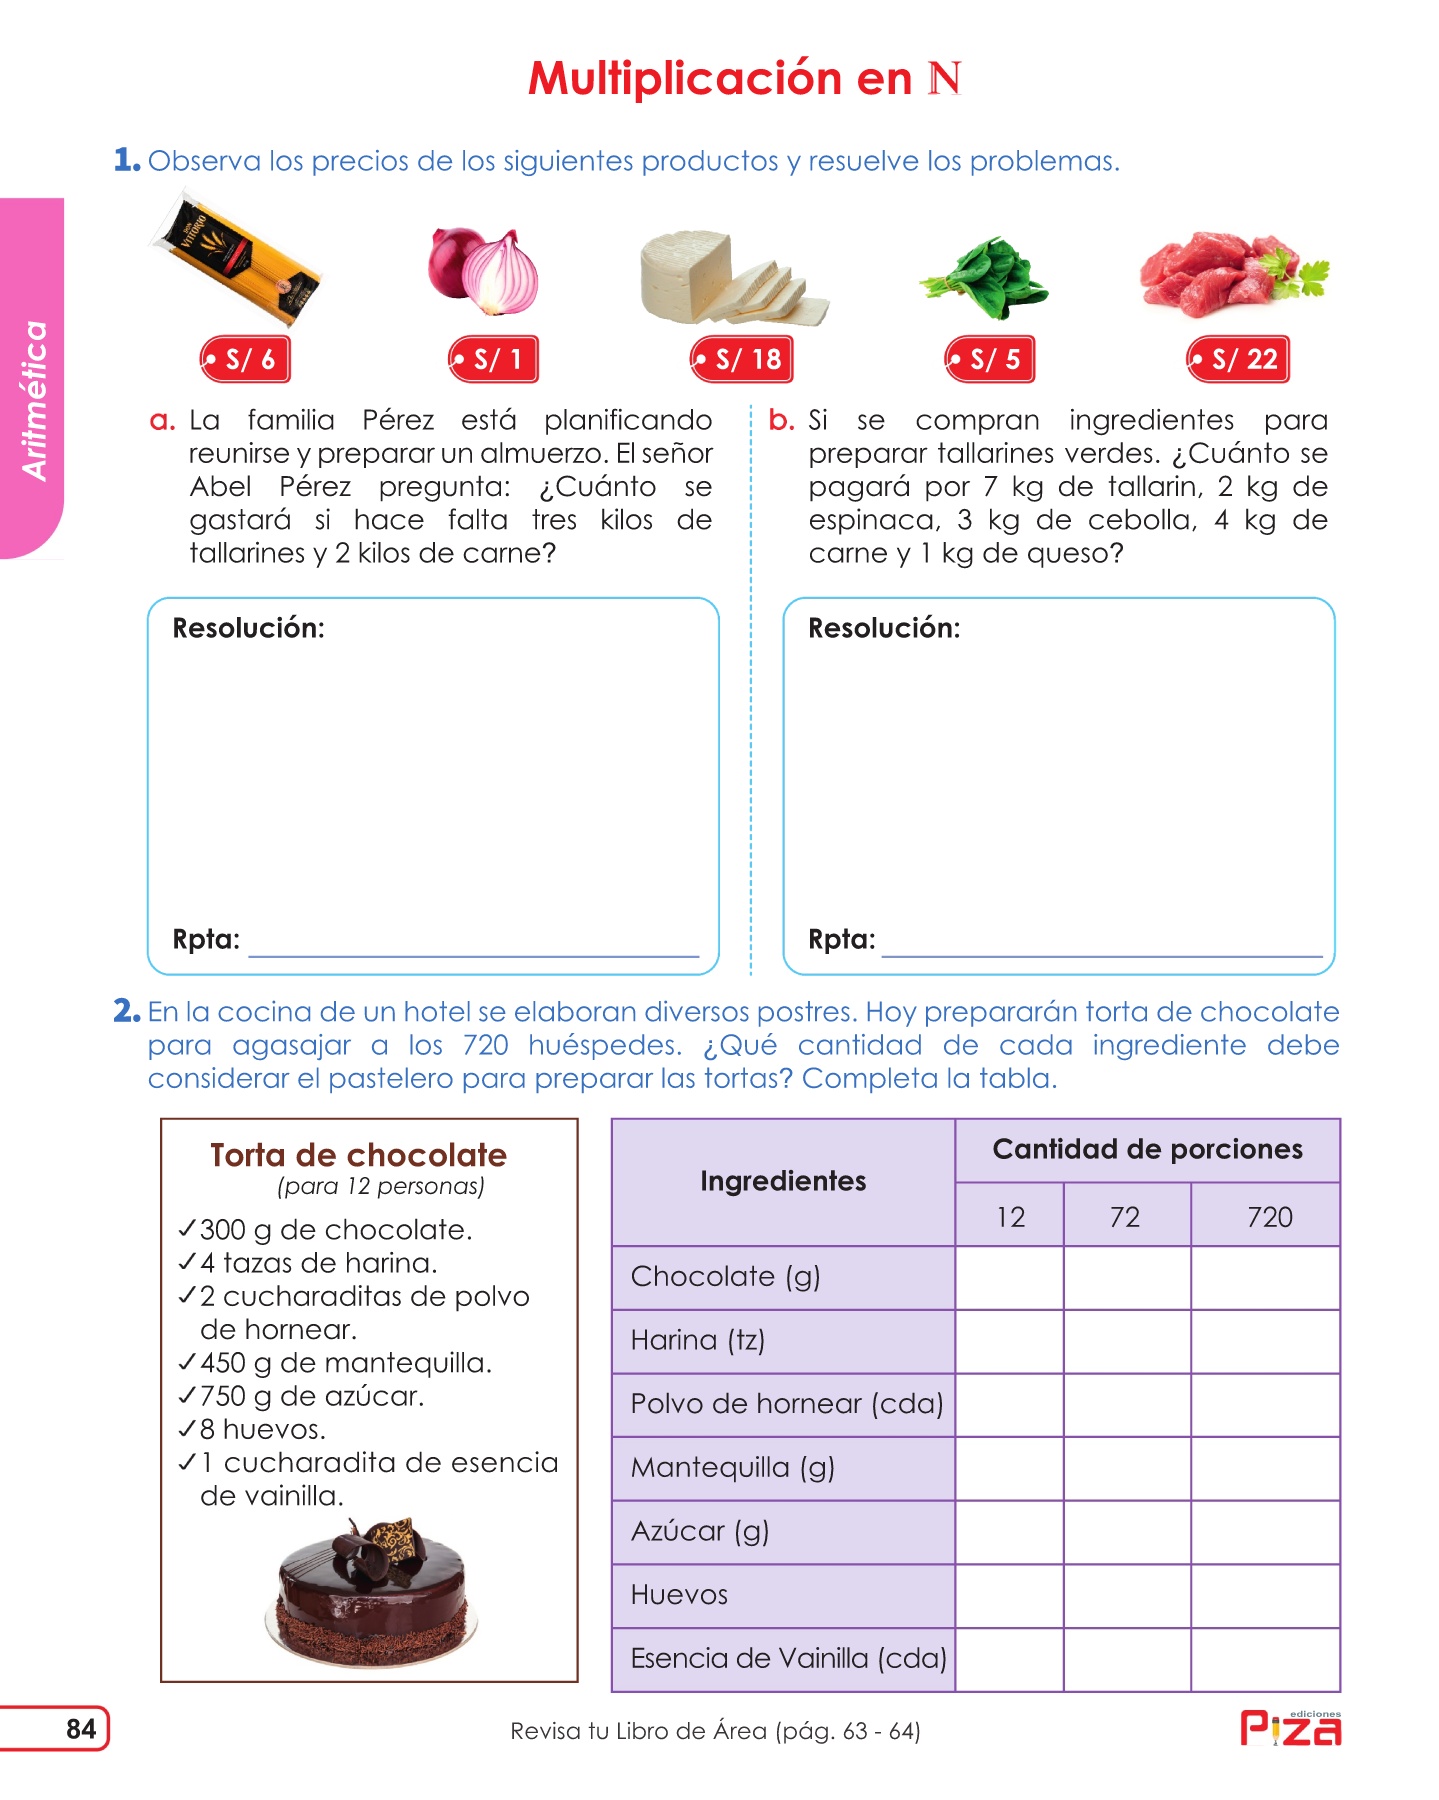 Multiplicación en N
1. Observa los precios de los siguientes productos y resuelve los problemas.
Aritmética
DON
VITTORIO
S/ 6
S/ 1
S/ 18
S/ 5
S/ 22
a. La familia Pérez está planificando
reunirse y preparar un almuerzo. El señor
Abel Pérez pregunta: ¿Cuánto se
gastará si hace falta tres kilos de
tallarines y 2 kilos de carne?
b. Si se compran ingredientes para
preparar tallarines verdes. ¿Cuánto se
pagará por 7 kg de tallarin, 2 kg de
espinaca, 3 kg de cebolla, 4 kg de
carne y 1 kg de queso?
Resolución:
Rpta:
Resolución:
Rpta:
2. En la cocina de un hotel se elaboran diversos postres. Hoy prepararán torta de chocolate
para agasajar a los 720 huéspedes. ¿Qué cantidad de cada ingrediente debe
considerar el pastelero para preparar las tortas? Completa la tabla.
Torta de chocolate
(para 12 personas)
✓300 g de chocolate.
✓4 tazas de harina.
✓2 cucharaditas de polvo
de hornear.
✓450 g de mantequilla.
✓750 g de azúcar.
✓8 huevos.
✓1 cucharadita de esencia
de vainilla.
Ingredientes
Cantidad de porciones
12 72 720
Chocolate (g)
Harina (tz)
Polvo de hornear (cda)
Mantequilla (g)
Azúcar (g)
Huevos
Esencia de Vainilla (cda)
84
Revisa tu Libro de Área (pág. 63 - 64)
ediciones
Piza